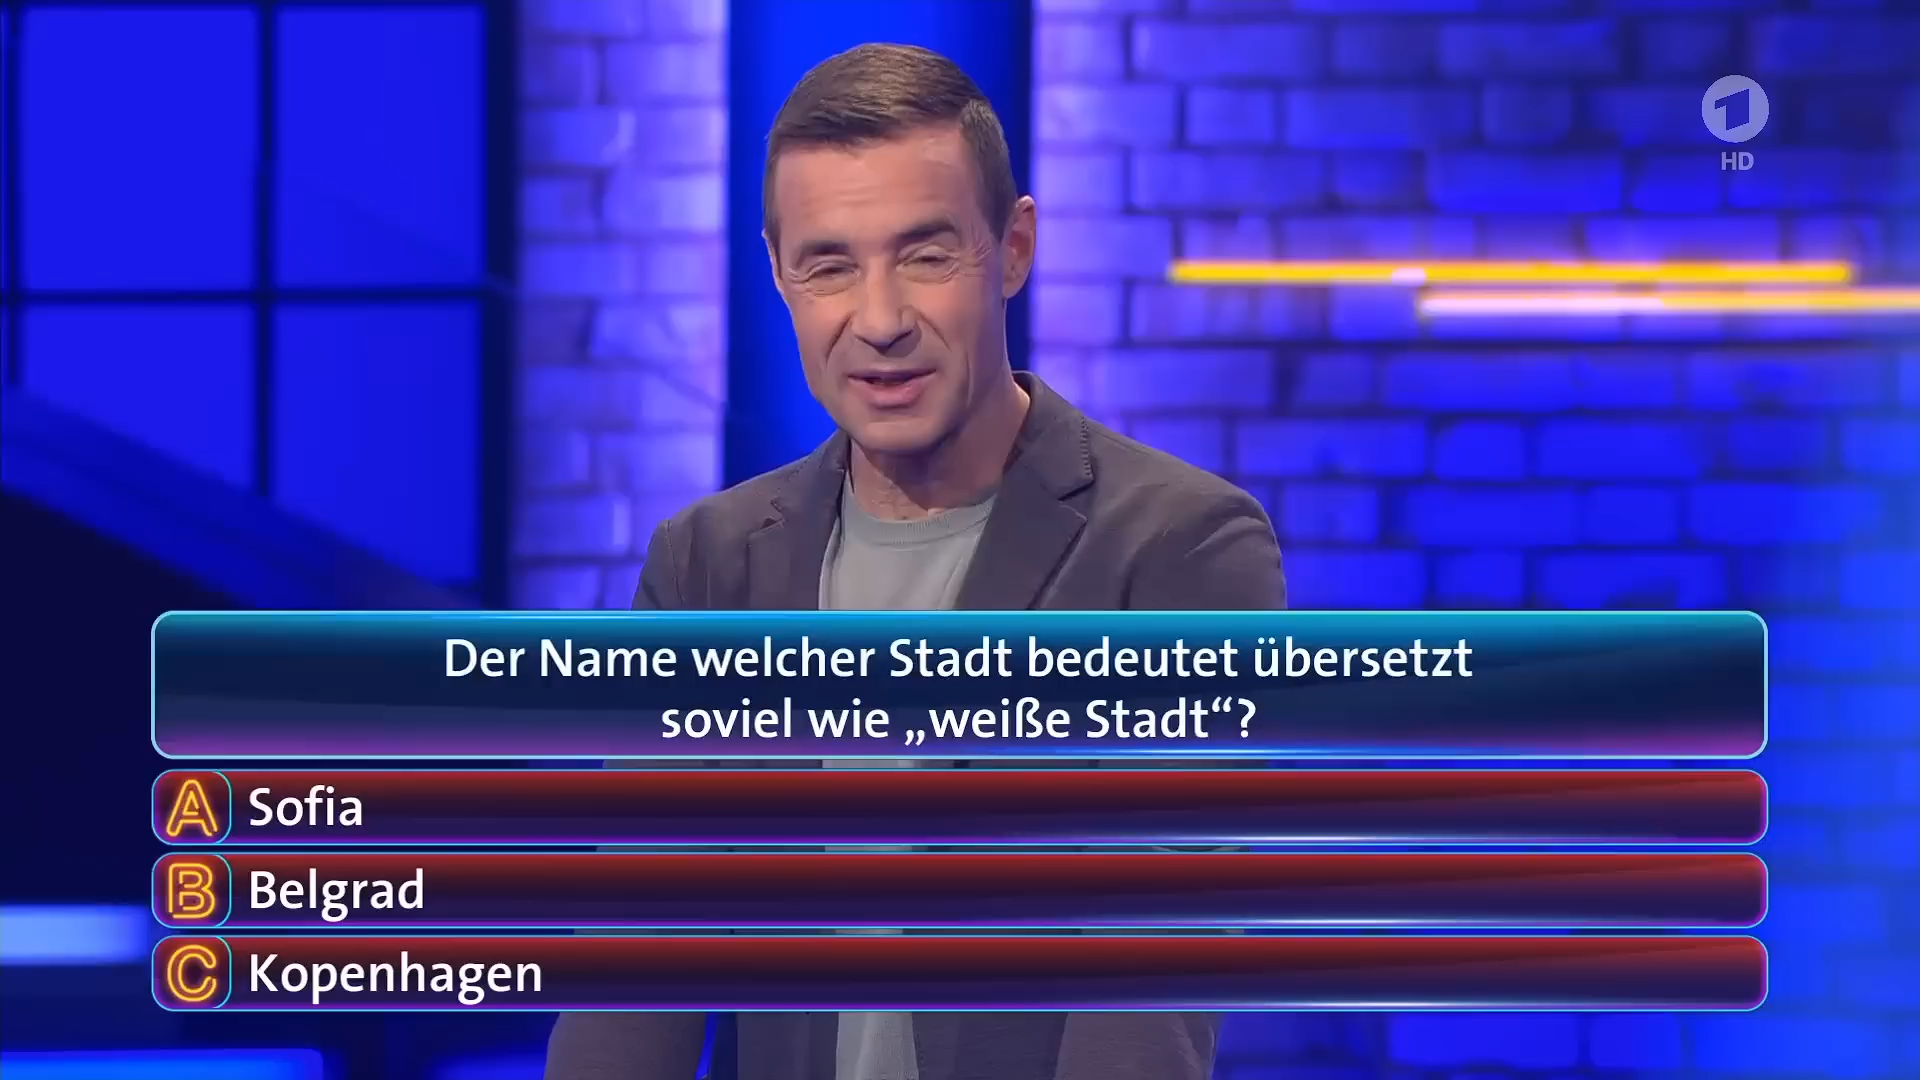 1
HD
Der Name welcher Stadt bedeutet übersetzt
soviel wie „weiße Stadt“?
A Sofia
B Belgrad
C Kopenhagen